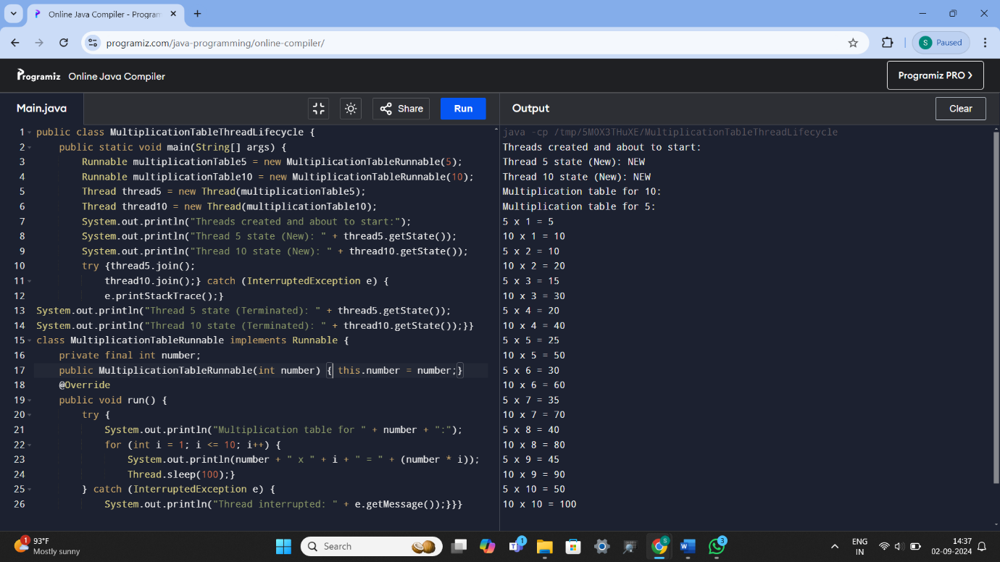 Online Java Compiler - Program
programiz.com/java-programming/online-compiler/
S Paused
Programiz Online Java Compiler
Programiz PRO
Main.java
Share
Run
Output
Clear
1 public class MultiplicationTableThreadLifecycle {
2 public static void main(String[] args) {
3 Runnable multiplicationTable5 = new MultiplicationTableRunnable(5);
4 Runnable multiplicationTable10 = new MultiplicationTableRunnable(10);
5 Thread thread5 = new Thread(multiplicationTable5);
6 Thread thread10 = new Thread(multiplicationTable10);
7 System.out.println("Threads created and about to start:");
8 System.out.println("Thread 5 state (New): " + thread5.getState());
9 System.out.println("Thread 10 state (New): " + thread10.getState());
10 try {thread5.join();
11 thread10.join();} catch (InterruptedException e) {
12 e.printStackTrace();}
13 System.out.println("Thread 5 state (Terminated): " + thread5.getState());
14 System.out.println("Thread 10 state (Terminated): " + thread10.getState());}}
15 class MultiplicationTableRunnable implements Runnable {
16 private final int number;
17 public MultiplicationTableRunnable(int number) { this.number = number;}
18 @Override
19 public void run() {
20 try {
21 System.out.println("Multiplication table for " + number + ":");
22 for (int i = 1; i <= 10; i++) {
23 System.out.println(number + " x " + i + " = " + (number * i));
24 Thread.sleep(100);}
25 } catch (InterruptedException e) {
26 System.out.println("Thread interrupted: " + e.getMessage());}}}
java -cp /tmp/5M0X3THuXE/MultiplicationTableThreadLifecycle
Threads created and about to start:
Thread 5 state (New): NEW
Thread 10 state (New): NEW
Multiplication table for 10:
Multiplication table for 5:
5 x 1 = 5
10 x 1 = 10
5 x 2 = 10
10 x 2 = 20
5 x 3 = 15
10 x 3 = 30
5 x 4 = 20
10 x 4 = 40
5 x 5 = 25
10 x 5 = 50
5 x 6 = 30
10 x 6 = 60
5 x 7 = 35
10 x 7 = 70
5 x 8 = 40
10 x 8 = 80
5 x 9 = 45
10 x 9 = 90
5 x 10 = 50
10 x 10 = 100
1
93°F
Mostly sunny
Search
1
S
W
3
ENG
IN
14:37
02-09-2024